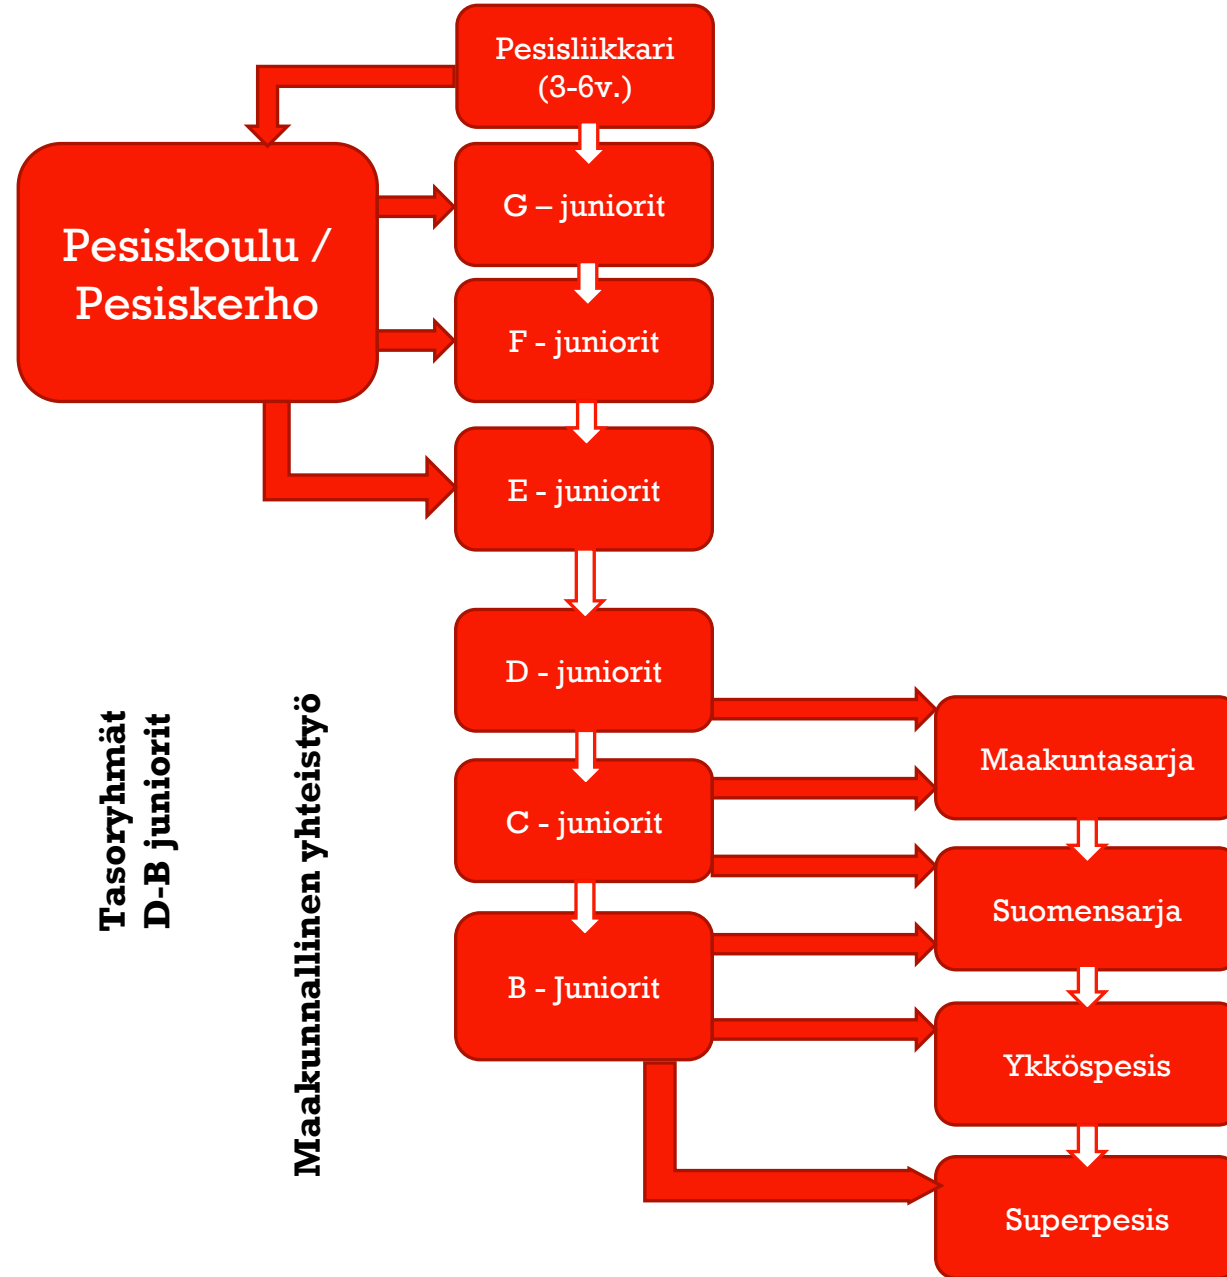 Pesisliikkari
(3-6v.)
Pesiskoulu /
Pesiskerho
G – juniorit
F - juniorit
E - juniorit
D - juniorit
C - juniorit
B - Juniorit
Tasoryhmät
D-B juniorit
Maakunnallinen yhteistyö
Maakuntasarja
Suomensarja
Ykköspesis
Superpesis